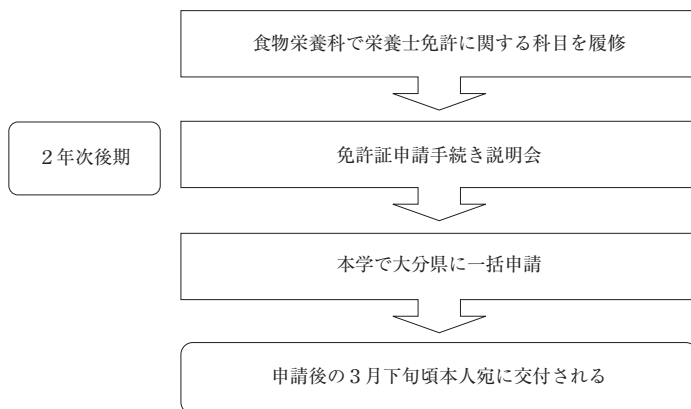 食物栄養科で栄養士免許に関する科目を履修
２年次後期
免許証申請手続き説明会
本学で大分県に一括申請
申請後の３月下旬頃本人宛に交付される